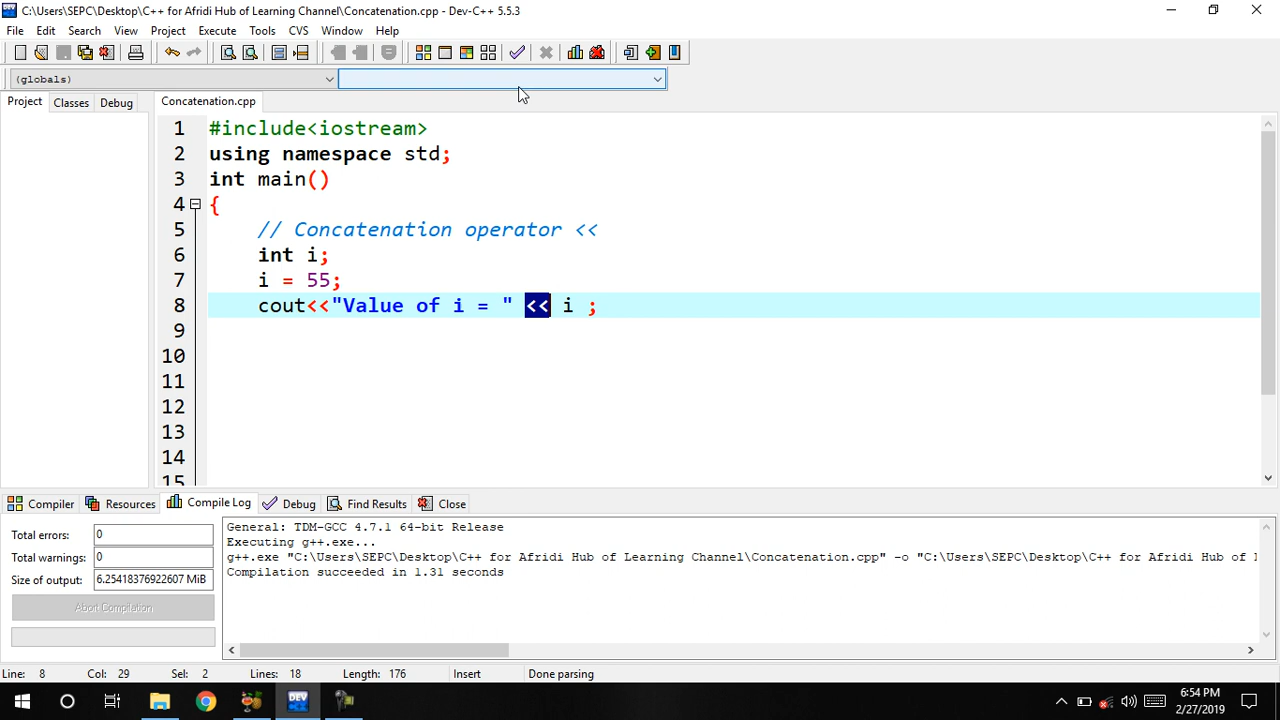 C:\Users\SEPC\Desktop\C++ for Afridi Hub of Learning Channel\Concatenation.cpp - Dev-C++ 5.5.3
File Edit Search View Project Execute Tools CVS Window Help
(globals)
Project Classes Debug Concatenation.cpp
1 #include<iostream>
2 using namespace std;
3 int main()
4 {
5 // Concatenation operator <<
6 int i;
7 i = 55;
8 cout<<"Value of i = " << i ;
9
10
11
12
13
14
15
Compiler Resources Compile Log Debug Find Results Close
Total errors: 0
Total warnings: 0
Size of output: 6.25418376922607 MiB
Abort Compilation
General: TDM-GCC 4.7.1 64-bit Release
Executing g++.exe...
g++.exe "C:\Users\SEPC\Desktop\C++ for Afridi Hub of Learning Channel\Concatenation.cpp" -o "C:\Users\SEPC\Desktop\C++ for Afridi Hub of l
Compilation succeeded in 1.31 seconds
Line: 8 Col: 29 Sel: 2 Lines: 18 Length: 176 Insert Done parsing
DEV
6:54 PM
2/27/2019